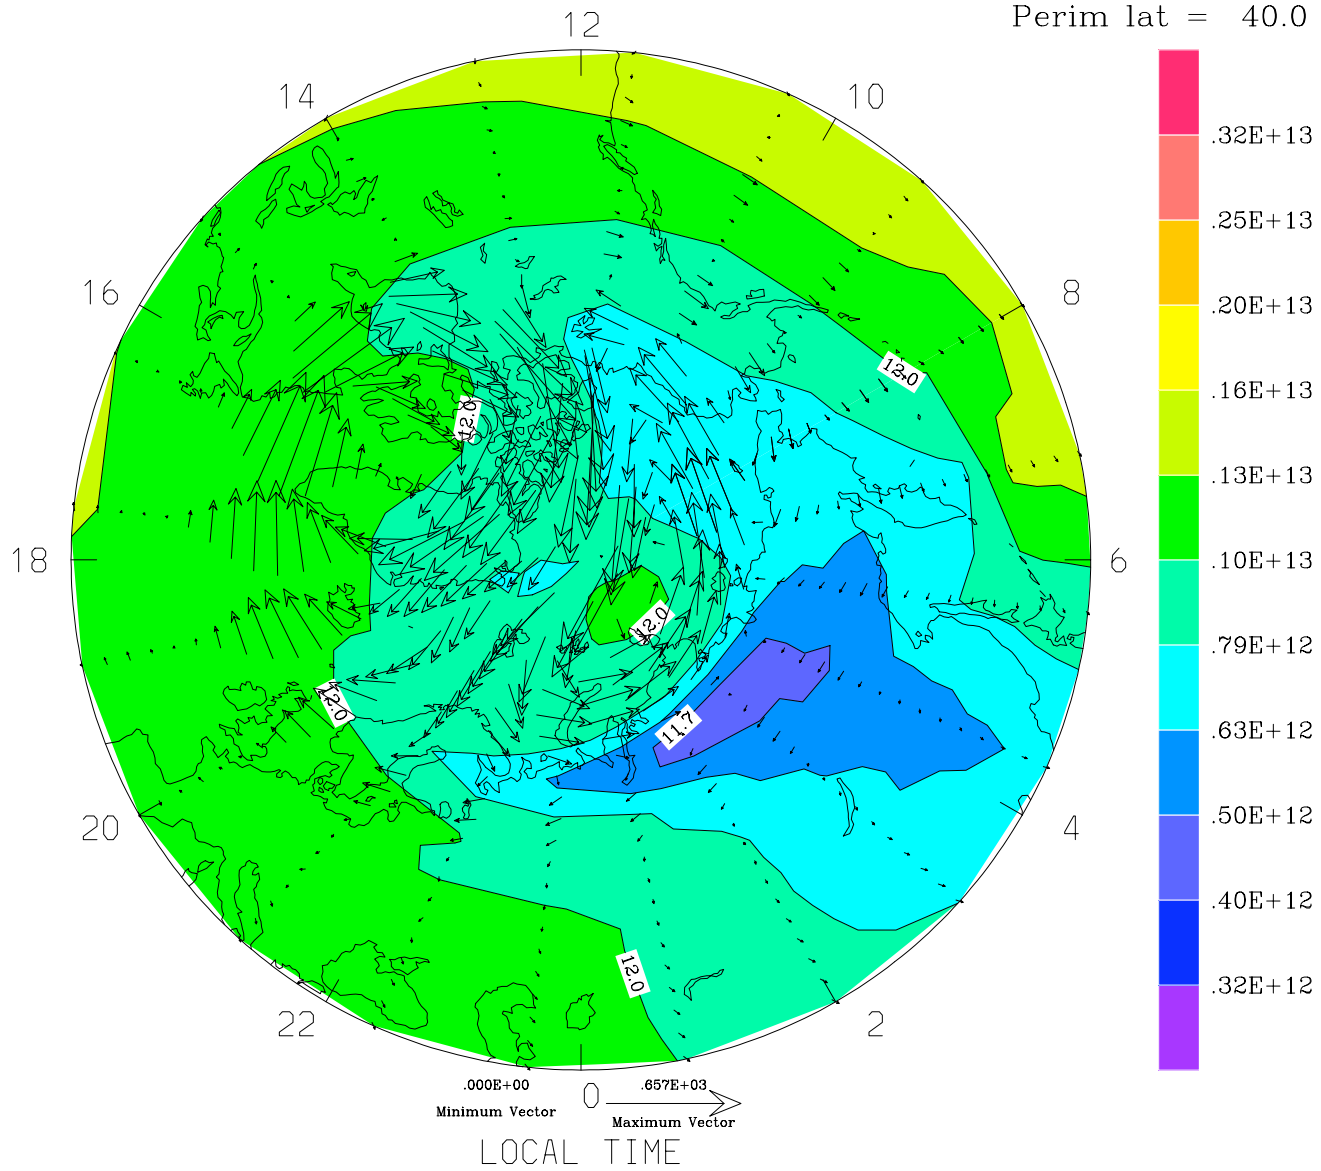 Perim lat = 40.0
12
14
10
16
8
18
6
20
4
22
2
0
.32E+13
.25E+13
.20E+13
.16E+13
.13E+13
.10E+13
.79E+12
.63E+12
.50E+12
.40E+12
.32E+12
12.0
12.0
12.0
12.0
11.7
12.0
.000E+00
Minimum Vector
.657E+03
Maximum Vector
LOCAL TIME